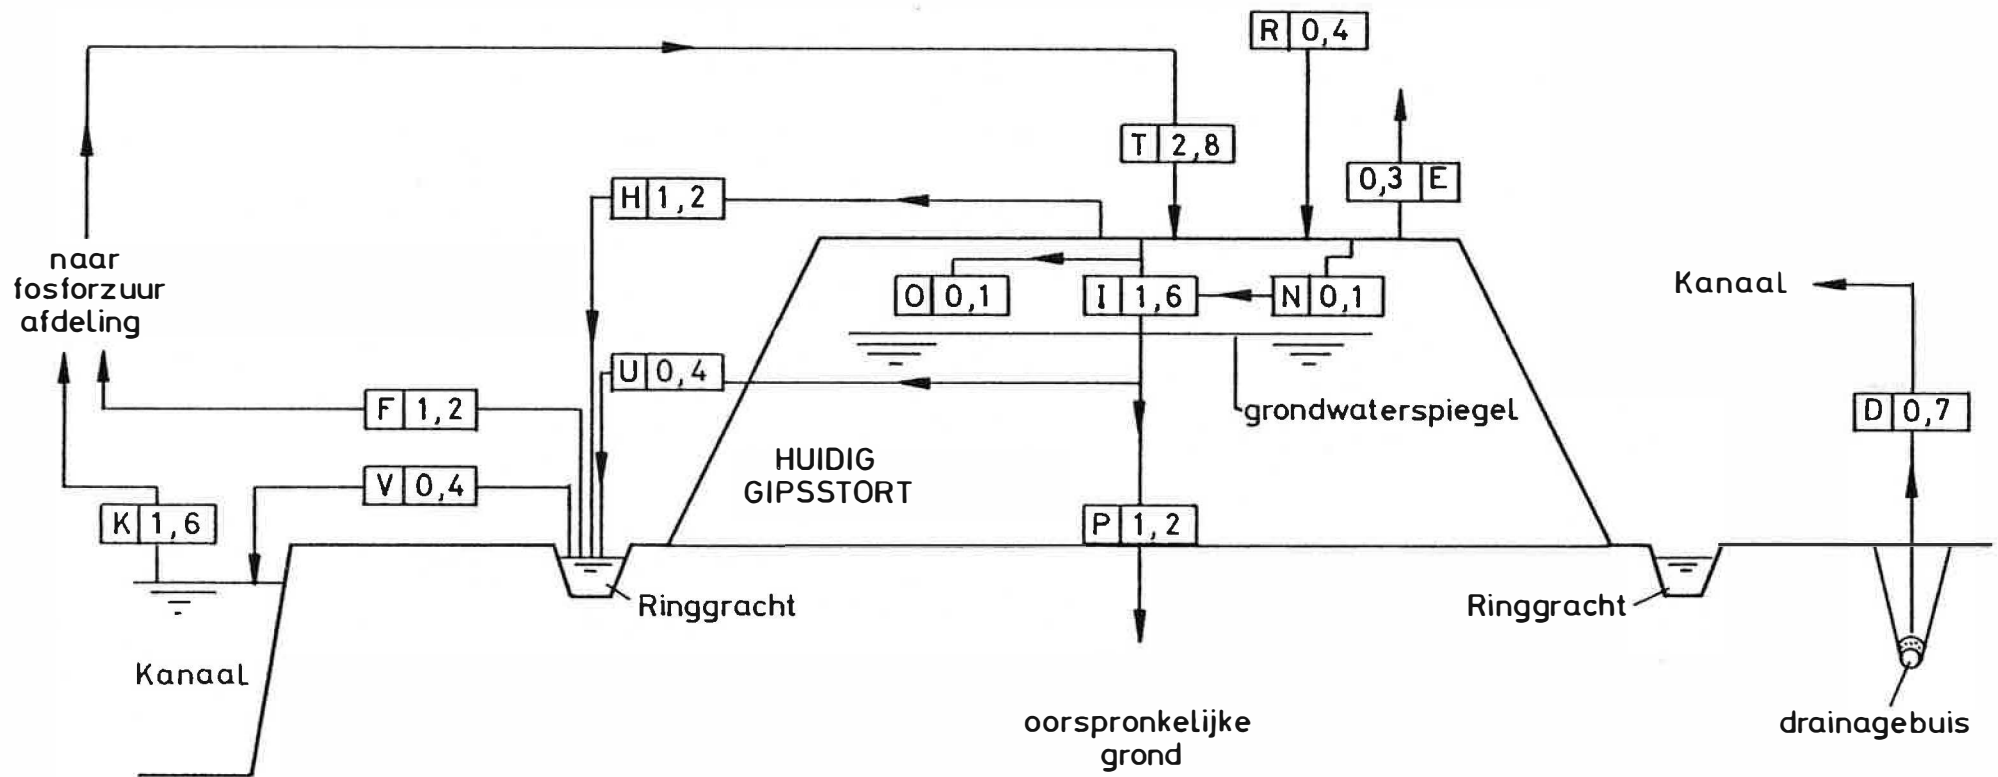 R 0,4
T 2,8
0,3 E
H 1,2
naar
fosforzuur
afdeling
O 0,1
I 1,6
N 0,1
Kanaal
U 0,4
F 1,2
grondwaterspiegel
D 0,7
HUIDIG
GIPSSTORT
V 0,4
K 1,6
P 1,2
Ringgracht
Ringgracht
Kanaal
oorspronkelijke
grond
drainagebuis